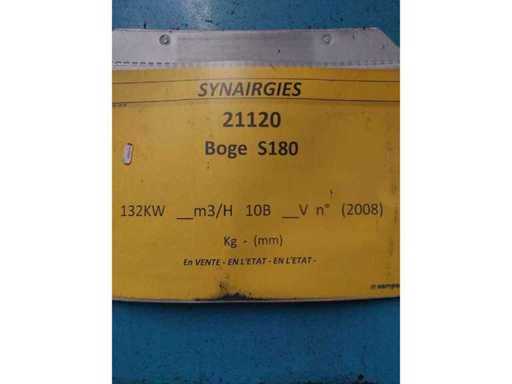 SYNAIRGIES
21120
Boge S180
132KW __m3/H 10B __V n° (2008)
Kg - (mm)
En VENTE - EN L'ETAT - EN L'ETAT -